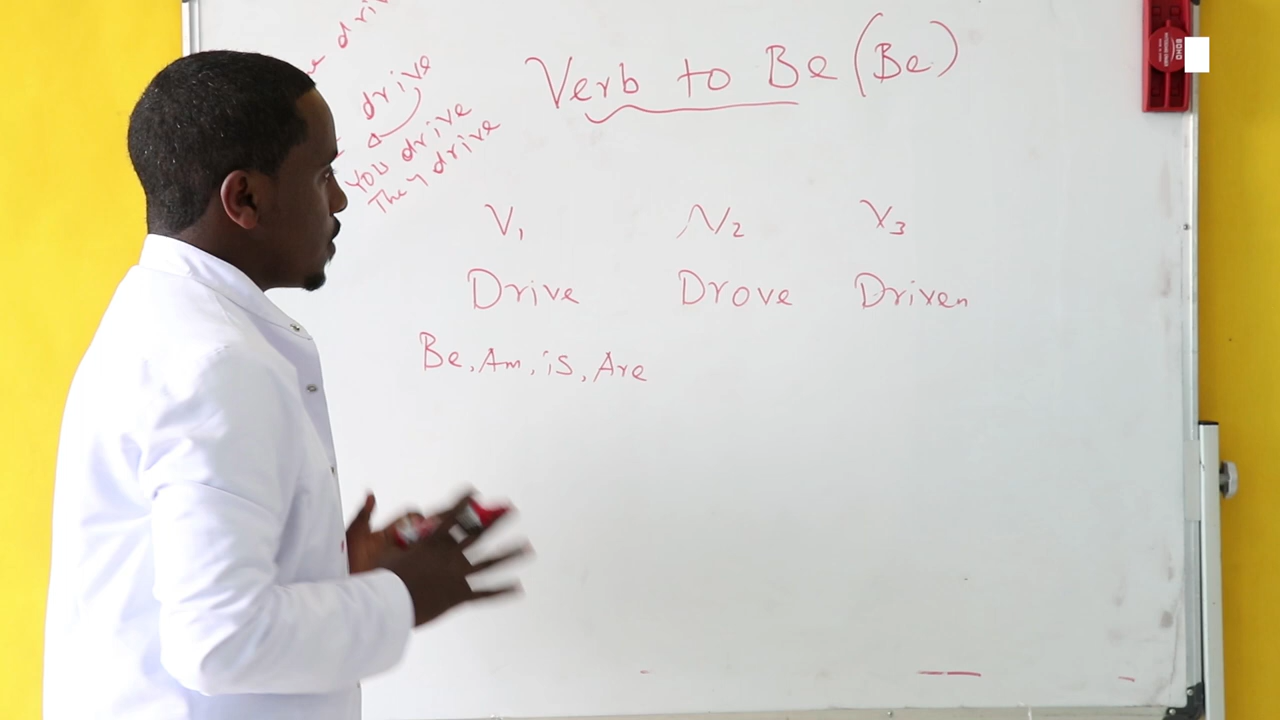 Verb to Be (Be)
drive
You drive
They drive
V1 V2 V3
Drive Drove Driven
Be, Am, is, Are